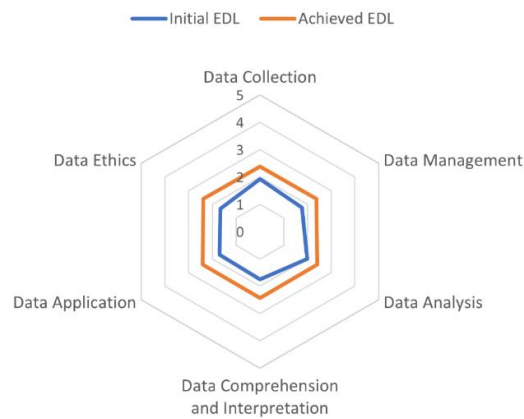 Initial EDL
Achieved EDL
Data Collection
5
4
3
2
1
0
Data Ethics
Data Management
Data Application
Data Analysis
Data Comprehension
and Interpretation